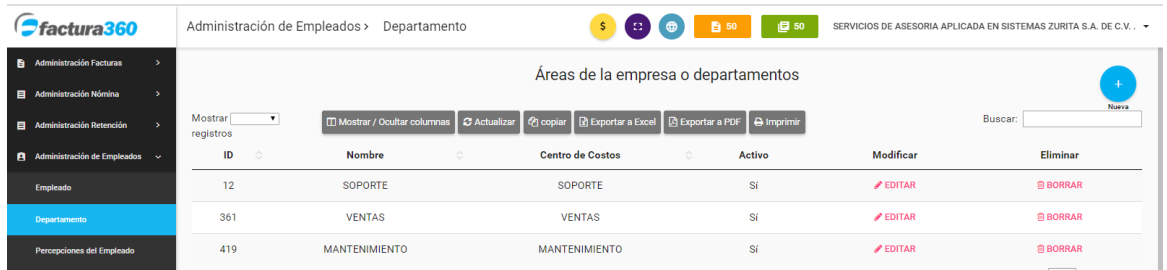 factura360
Administración de Empleados > Departamento
$ 50 50
SERVICIOS DE ASESORIA APLICADA EN SISTEMAS ZURITA S.A. DE C.V. .
Administración Facturas
Administración Nómina
Administración Retención
Administración de Empleados
Empleado
Departamento
Percepciones del Empleado
Áreas de la empresa o departamentos
+
Nueva
Mostrar
registros
Mostrar / Ocultar columnas Actualizar copiar Exportar a Excel Exportar a PDF Imprimir
Buscar:
ID Nombre Centro de Costos Activo Modificar Eliminar
12 SOPORTE SOPORTE Sí EDITAR BORRAR
361 VENTAS VENTAS Sí EDITAR BORRAR
419 MANTENIMIENTO MANTENIMIENTO Sí EDITAR BORRAR